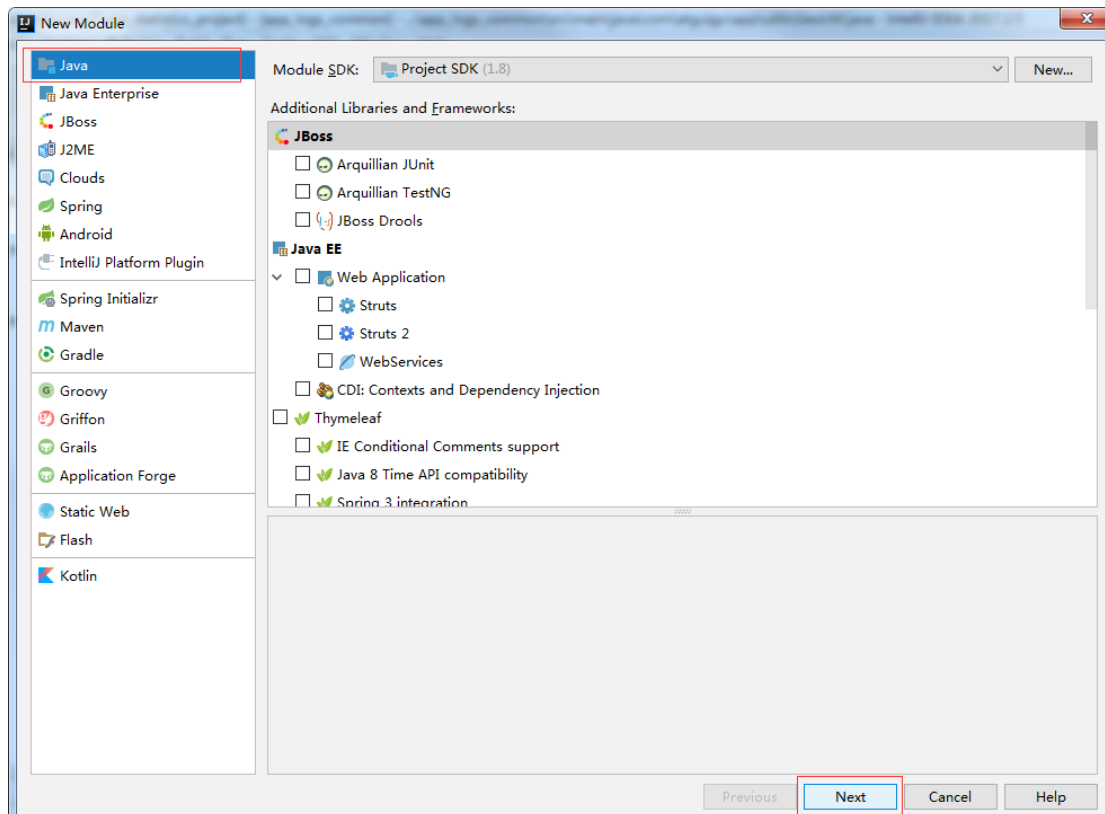 New Module
Java
Java Enterprise
JBoss
J2ME
Clouds
Spring
Android
IntelliJ Platform Plugin
Spring Initializr
Maven
Gradle
Groovy
Griffon
Grails
Application Forge
Static Web
Flash
Kotlin
Module SDK: Project SDK (1.8) New...
Additional Libraries and Frameworks:
JBoss
Arquillian JUnit
Arquillian TestNG
JBoss Drools
Java EE
Web Application
Struts
Struts 2
WebServices
CDI: Contexts and Dependency Injection
Thymeleaf
IE Conditional Comments support
Java 8 Time API compatibility
Spring 3 integration
Previous Next Cancel Help